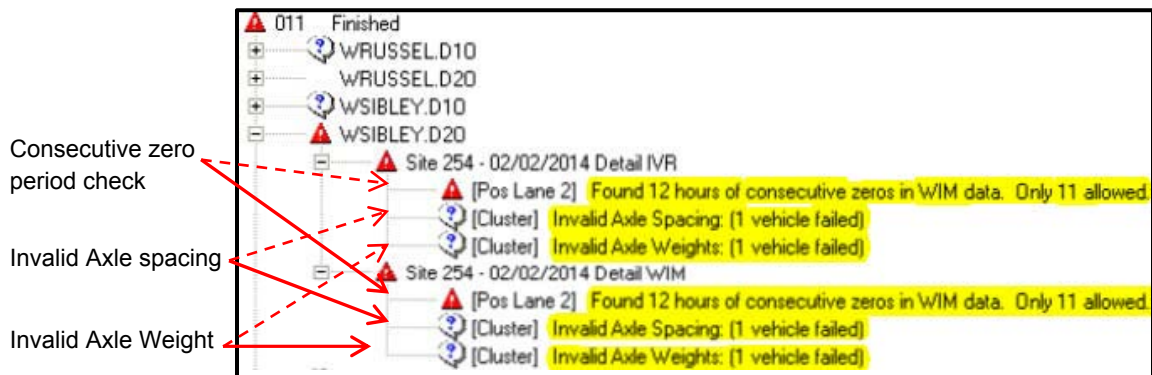 011 Finished
WRUSSEL.D10
WRUSSEL.D20
WSIBLEY.D10
WSIBLEY.D20
Consecutive zero
period check
Site 254 - 02/02/2014 Detail IVR
[Pos Lane 2] Found 12 hours of consecutive zeros in WIM data. Only 11 allowed.
[Cluster] Invalid Axle Spacing: (1 vehicle failed)
[Cluster] Invalid Axle Weights: (1 vehicle failed)
Invalid Axle spacing
Site 254 - 02/02/2014 Detail WIM
[Pos Lane 2] Found 12 hours of consecutive zeros in WIM data. Only 11 allowed.
[Cluster] Invalid Axle Spacing: (1 vehicle failed)
Invalid Axle Weight
[Cluster] Invalid Axle Weights: (1 vehicle failed)